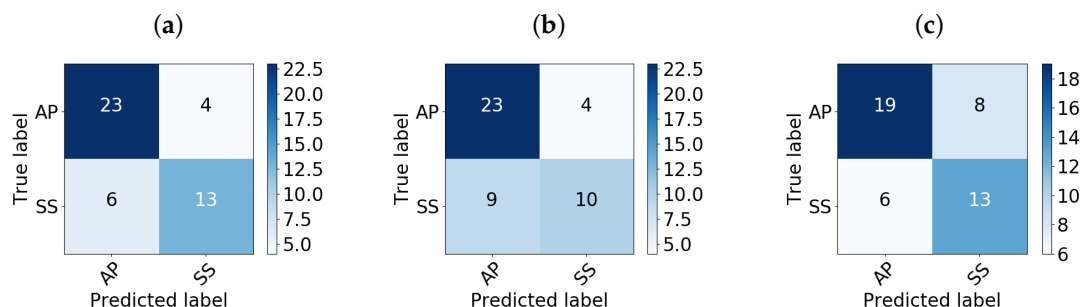 (a)
True label
AP
SS
23 4
6 13
AP SS
Predicted label
22.5
20.0
17.5
15.0
12.5
10.0
7.5
5.0
(b)
True label
AP
SS
23 4
9 10
AP SS
Predicted label
22.5
20.0
17.5
15.0
12.5
10.0
7.5
5.0
(c)
True label
AP
SS
19 8
6 13
AP SS
Predicted label
18
16
14
12
10
8
6